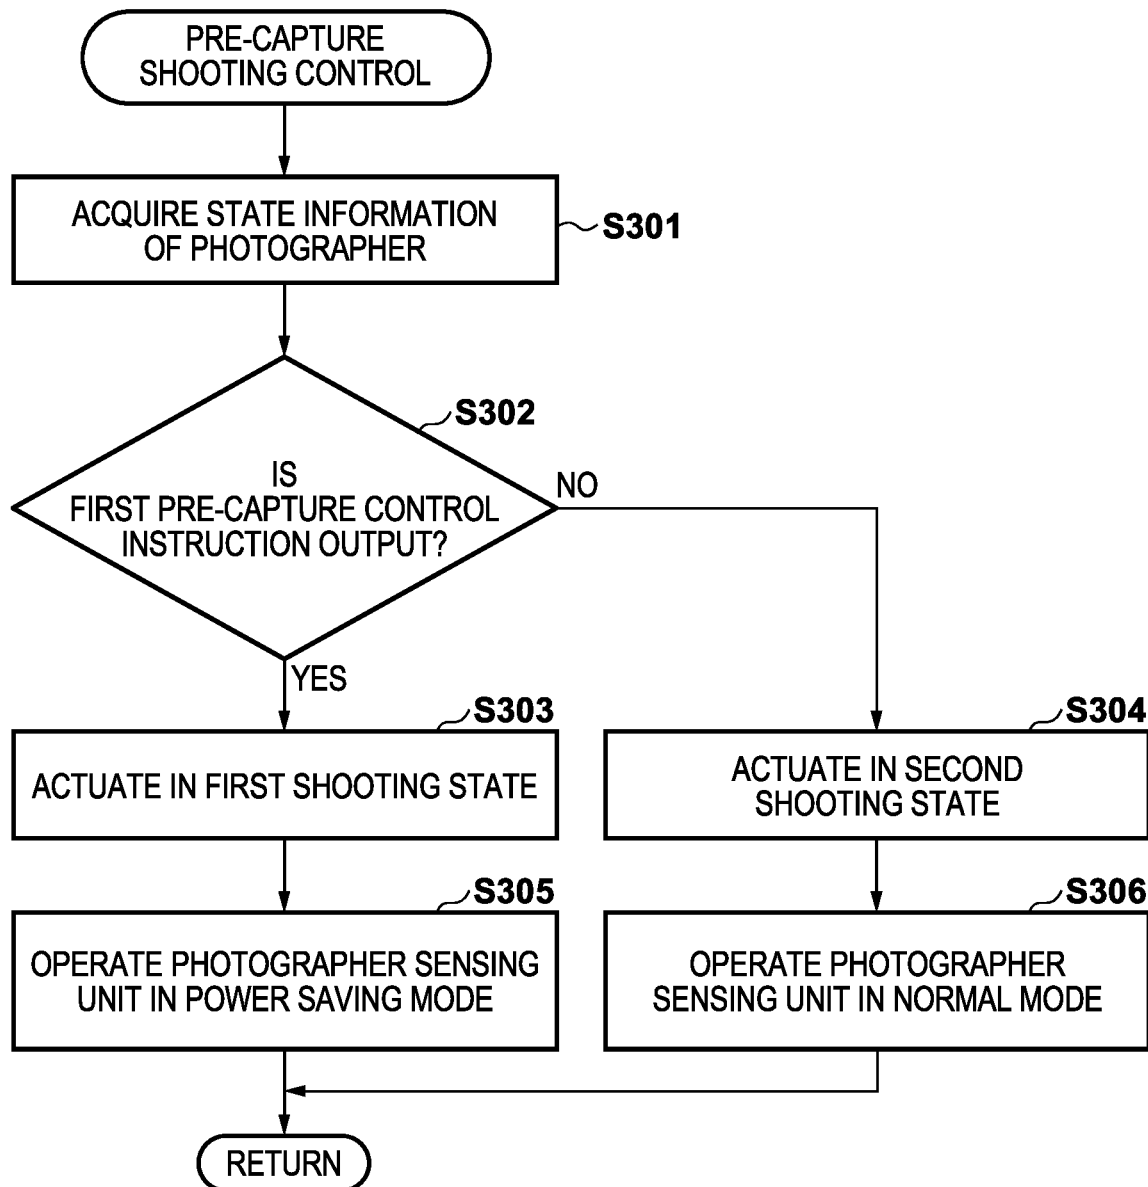 PRE-CAPTURE
SHOOTING CONTROL
ACQUIRE STATE INFORMATION
OF PHOTOGRAPHER
S301
S302
IS
FIRST PRE-CAPTURE CONTROL
INSTRUCTION OUTPUT?
NO
YES
S303
ACTUATE IN FIRST SHOOTING STATE
S304
ACTUATE IN SECOND
SHOOTING STATE
S305
OPERATE PHOTOGRAPHER SENSING
UNIT IN POWER SAVING MODE
S306
OPERATE PHOTOGRAPHER
SENSING UNIT IN NORMAL MODE
RETURN